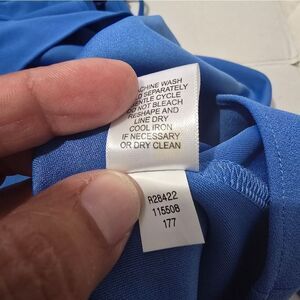 MACHINE WASH
COLD SEPARATELY
GENTLE CYCLE
DO NOT BLEACH
RESHAPE AND
LINE DRY
COOL IRON
IF NECESSARY
OR DRY CLEAN
R28422
115508
177